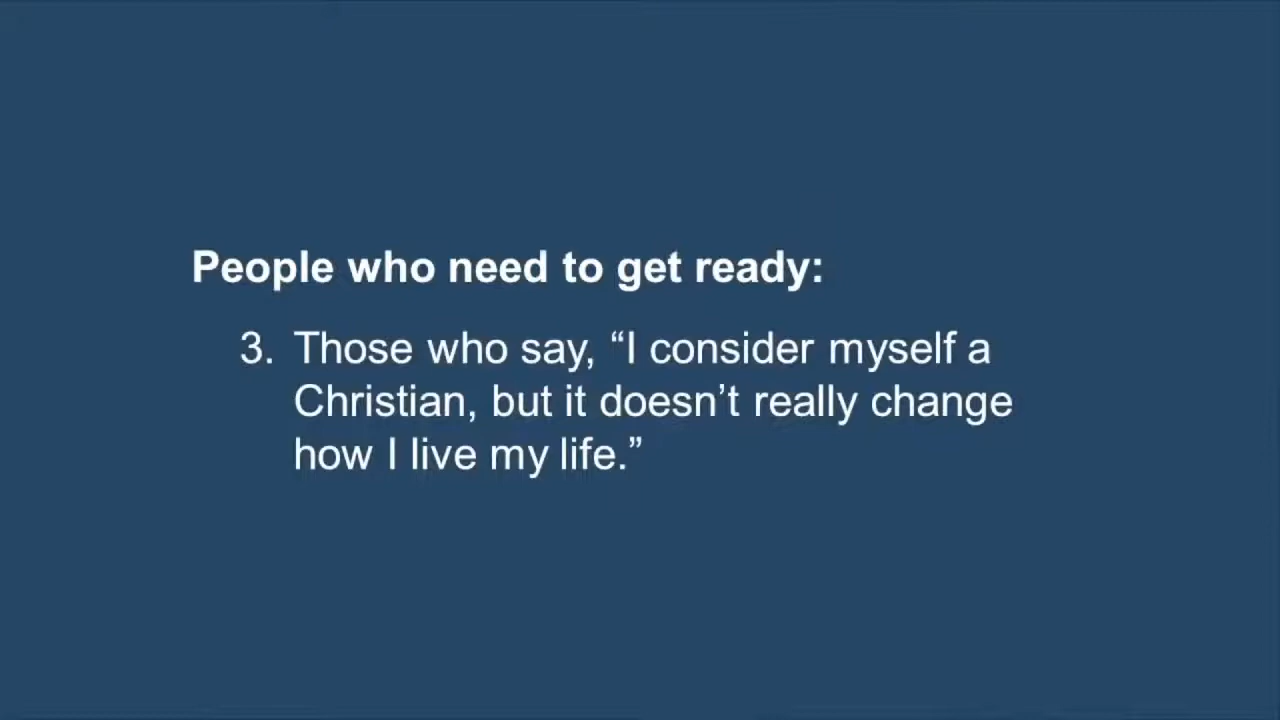 People who need to get ready:
3. Those who say, “I consider myself a
Christian, but it doesn’t really change
how I live my life.”